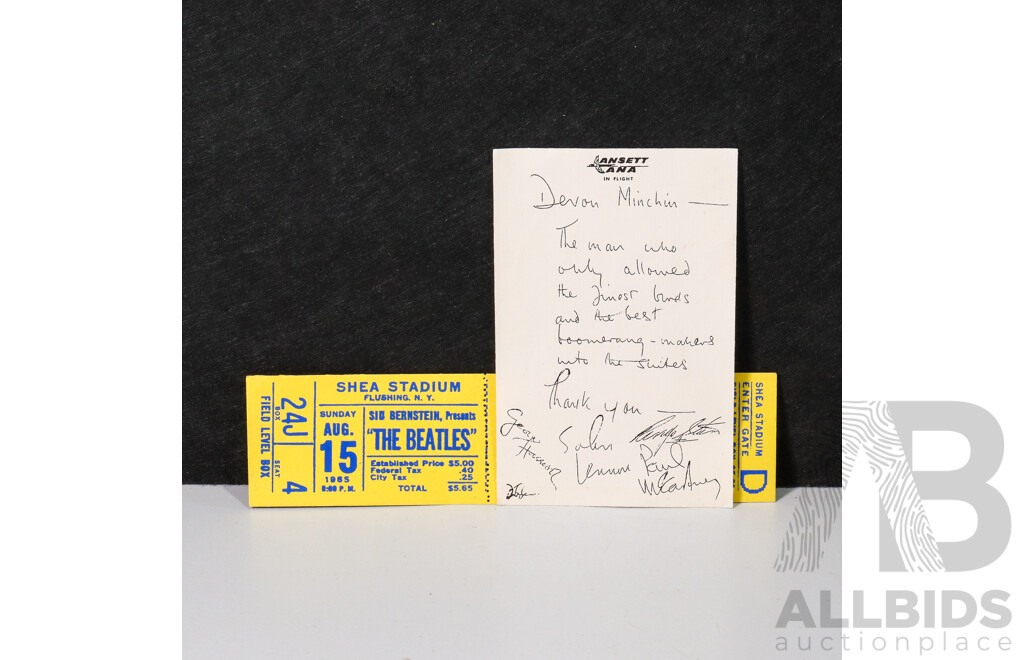 ANSETT
ANA
IN FLIGHT
Devon Minchin —
The man who
only allowed
the finest birds
and the best
boomerang-makers
into the suites
Thank you —
George
Harrison
John
Lennon
Ringo Starr
Paul
McCartney
24J
BOX
FIELD LEVEL BOX
SEAT
4
SHEA STADIUM
FLUSHING, N. Y.
SUNDAY
AUG.
15
1965
8:00 P.M.
SID BERNSTEIN, Presents
"THE BEATLES"
Established Price $5.00
Federal Tax .40
City Tax .25
TOTAL $5.65
SHEA STADIUM
ENTER GATE
D
AB
ALLBIDS
auctionplace